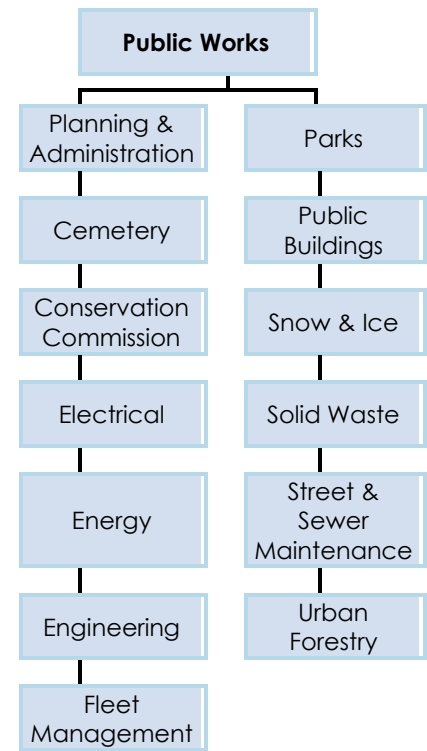 Public Works
Planning &
Administration
Cemetery
Conservation
Commission
Electrical
Energy
Engineering
Fleet
Management
Parks
Public
Buildings
Snow & Ice
Solid Waste
Street &
Sewer
Maintenance
Urban
Forestry